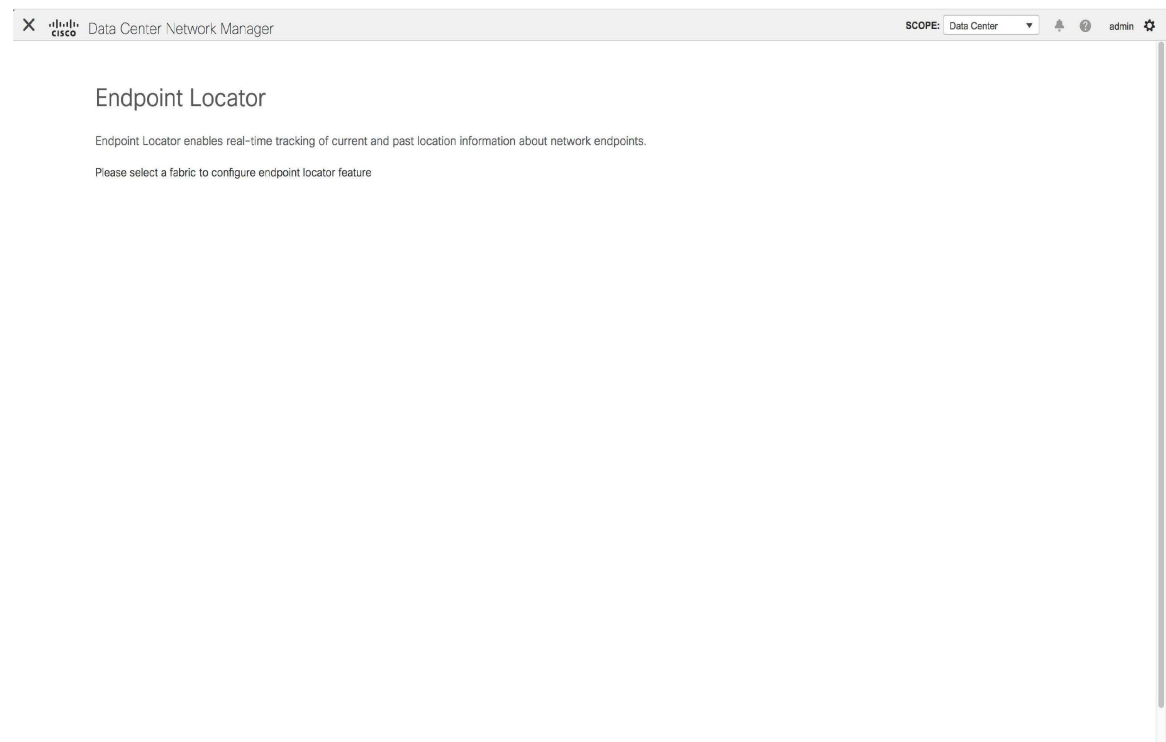 X CISCO Data Center Network Manager SCOPE: Data Center admin
Endpoint Locator
Endpoint Locator enables real-time tracking of current and past location information about network endpoints.
Please select a fabric to configure endpoint locator feature